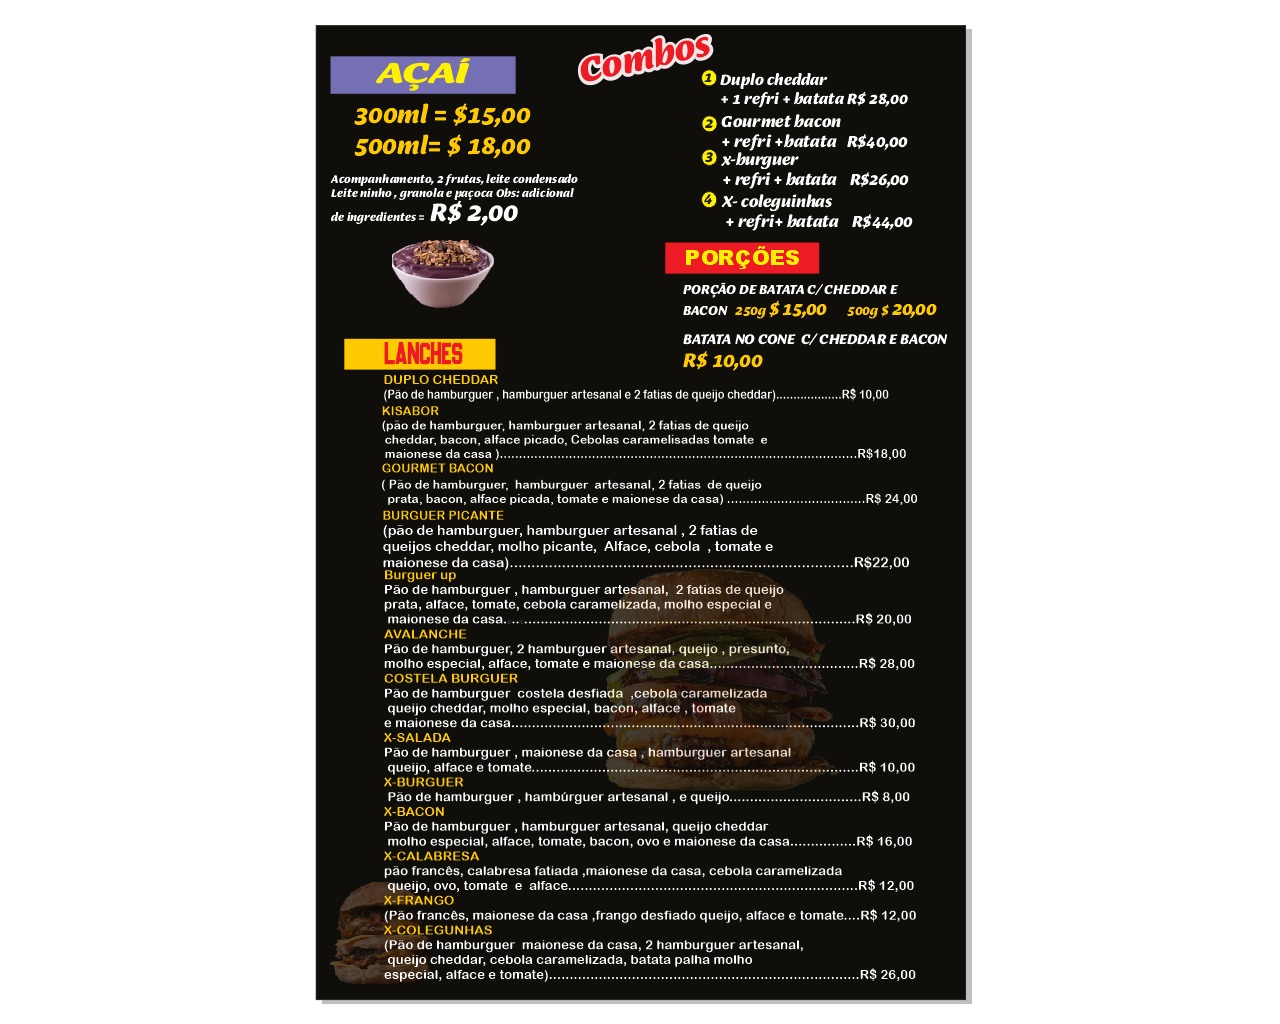 AÇAÍ
300ml = $15,00
500ml= $ 18,00
Acompanhamento, 2 frutas, leite condensado
Leite ninho , granola e paçoca Obs: adicional
de ingredientes = R$ 2,00
Combos
1 Duplo cheddar
+ 1 refri + batata R$ 28,00
2 Gourmet bacon
+ refri +batata R$40,00
3 x-burguer
+ refri + batata R$26,00
4 X- coleguinhas
+ refri+ batata R$44,00
PORÇÕES
PORÇÃO DE BATATA C/ CHEDDAR E
BACON 250g $ 15,00 500g $ 20,00
BATATA NO CONE C/ CHEDDAR E BACON
R$ 10,00
LANCHES
DUPLO CHEDDAR
(Pão de hamburguer , hamburguer artesanal e 2 fatias de queijo cheddar)...................R$ 10,00
KISABOR
(pão de hamburguer, hamburguer artesanal, 2 fatias de queijo
cheddar, bacon, alface picado, Cebolas caramelisadas tomate e
maionese da casa )............................................................................................R$18,00
GOURMET BACON
( Pão de hamburguer, hamburguer artesanal, 2 fatias de queijo
prata, bacon, alface picada, tomate e maionese da casa) ....................................R$ 24,00
BURGUER PICANTE
(pão de hamburguer, hamburguer artesanal , 2 fatias de
queijos cheddar, molho picante, Alface, cebola , tomate e
maionese da casa)...........................................................................R$22,00
Burguer up
Pão de hamburguer , hamburguer artesanal, 2 fatias de queijo
prata, alface, tomate, cebola caramelizada, molho especial e
maionese da casa. .. ................................................................................R$ 20,00
AVALANCHE
Pão de hamburguer, 2 hamburguer artesanal, queijo , presunto,
molho especial, alface, tomate e maionese da casa....................................R$ 28,00
COSTELA BURGUER
Pão de hamburguer costela desfiada ,cebola caramelizada
queijo cheddar, molho especial, bacon, alface , tomate
e maionese da casa....................................................................................R$ 30,00
X-SALADA
Pão de hamburguer , maionese da casa , hamburguer artesanal
queijo, alface e tomate...............................................................................R$ 10,00
X-BURGUER
Pão de hamburguer , hambúrguer artesanal , e queijo................................R$ 8,00
X-BACON
Pão de hamburguer , hamburguer artesanal, queijo cheddar
molho especial, alface, tomate, bacon, ovo e maionese da casa................R$ 16,00
X-CALABRESA
pão francês, calabresa fatiada ,maionese da casa, cebola caramelizada
queijo, ovo, tomate e alface......................................................................R$ 12,00
X-FRANGO
(Pão francês, maionese da casa ,frango desfiado queijo, alface e tomate....R$ 12,00
X-COLEGUNHAS
(Pão de hamburguer maionese da casa, 2 hamburguer artesanal,
queijo cheddar, cebola caramelizada, batata palha molho
especial, alface e tomate)...........................................................................R$ 26,00